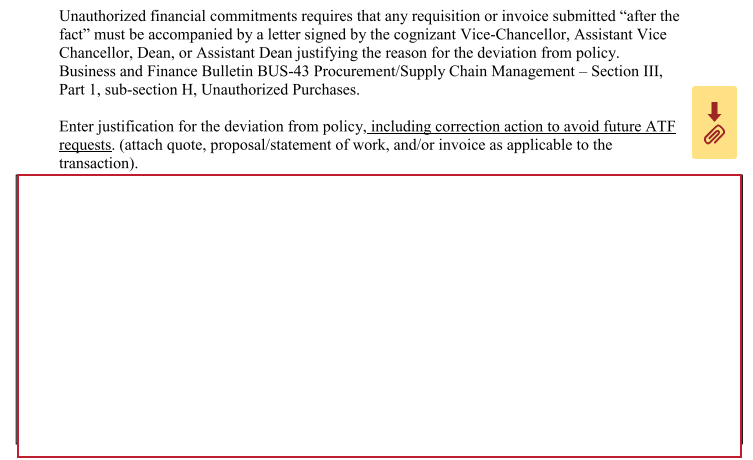 Unauthorized financial commitments requires that any requisition or invoice submitted “after the
fact” must be accompanied by a letter signed by the cognizant Vice-Chancellor, Assistant Vice
Chancellor, Dean, or Assistant Dean justifying the reason for the deviation from policy.
Business and Finance Bulletin BUS-43 Procurement/Supply Chain Management – Section III,
Part 1, sub-section H, Unauthorized Purchases.
Enter justification for the deviation from policy, including correction action to avoid future ATF
requests. (attach quote, proposal/statement of work, and/or invoice as applicable to the
transaction).